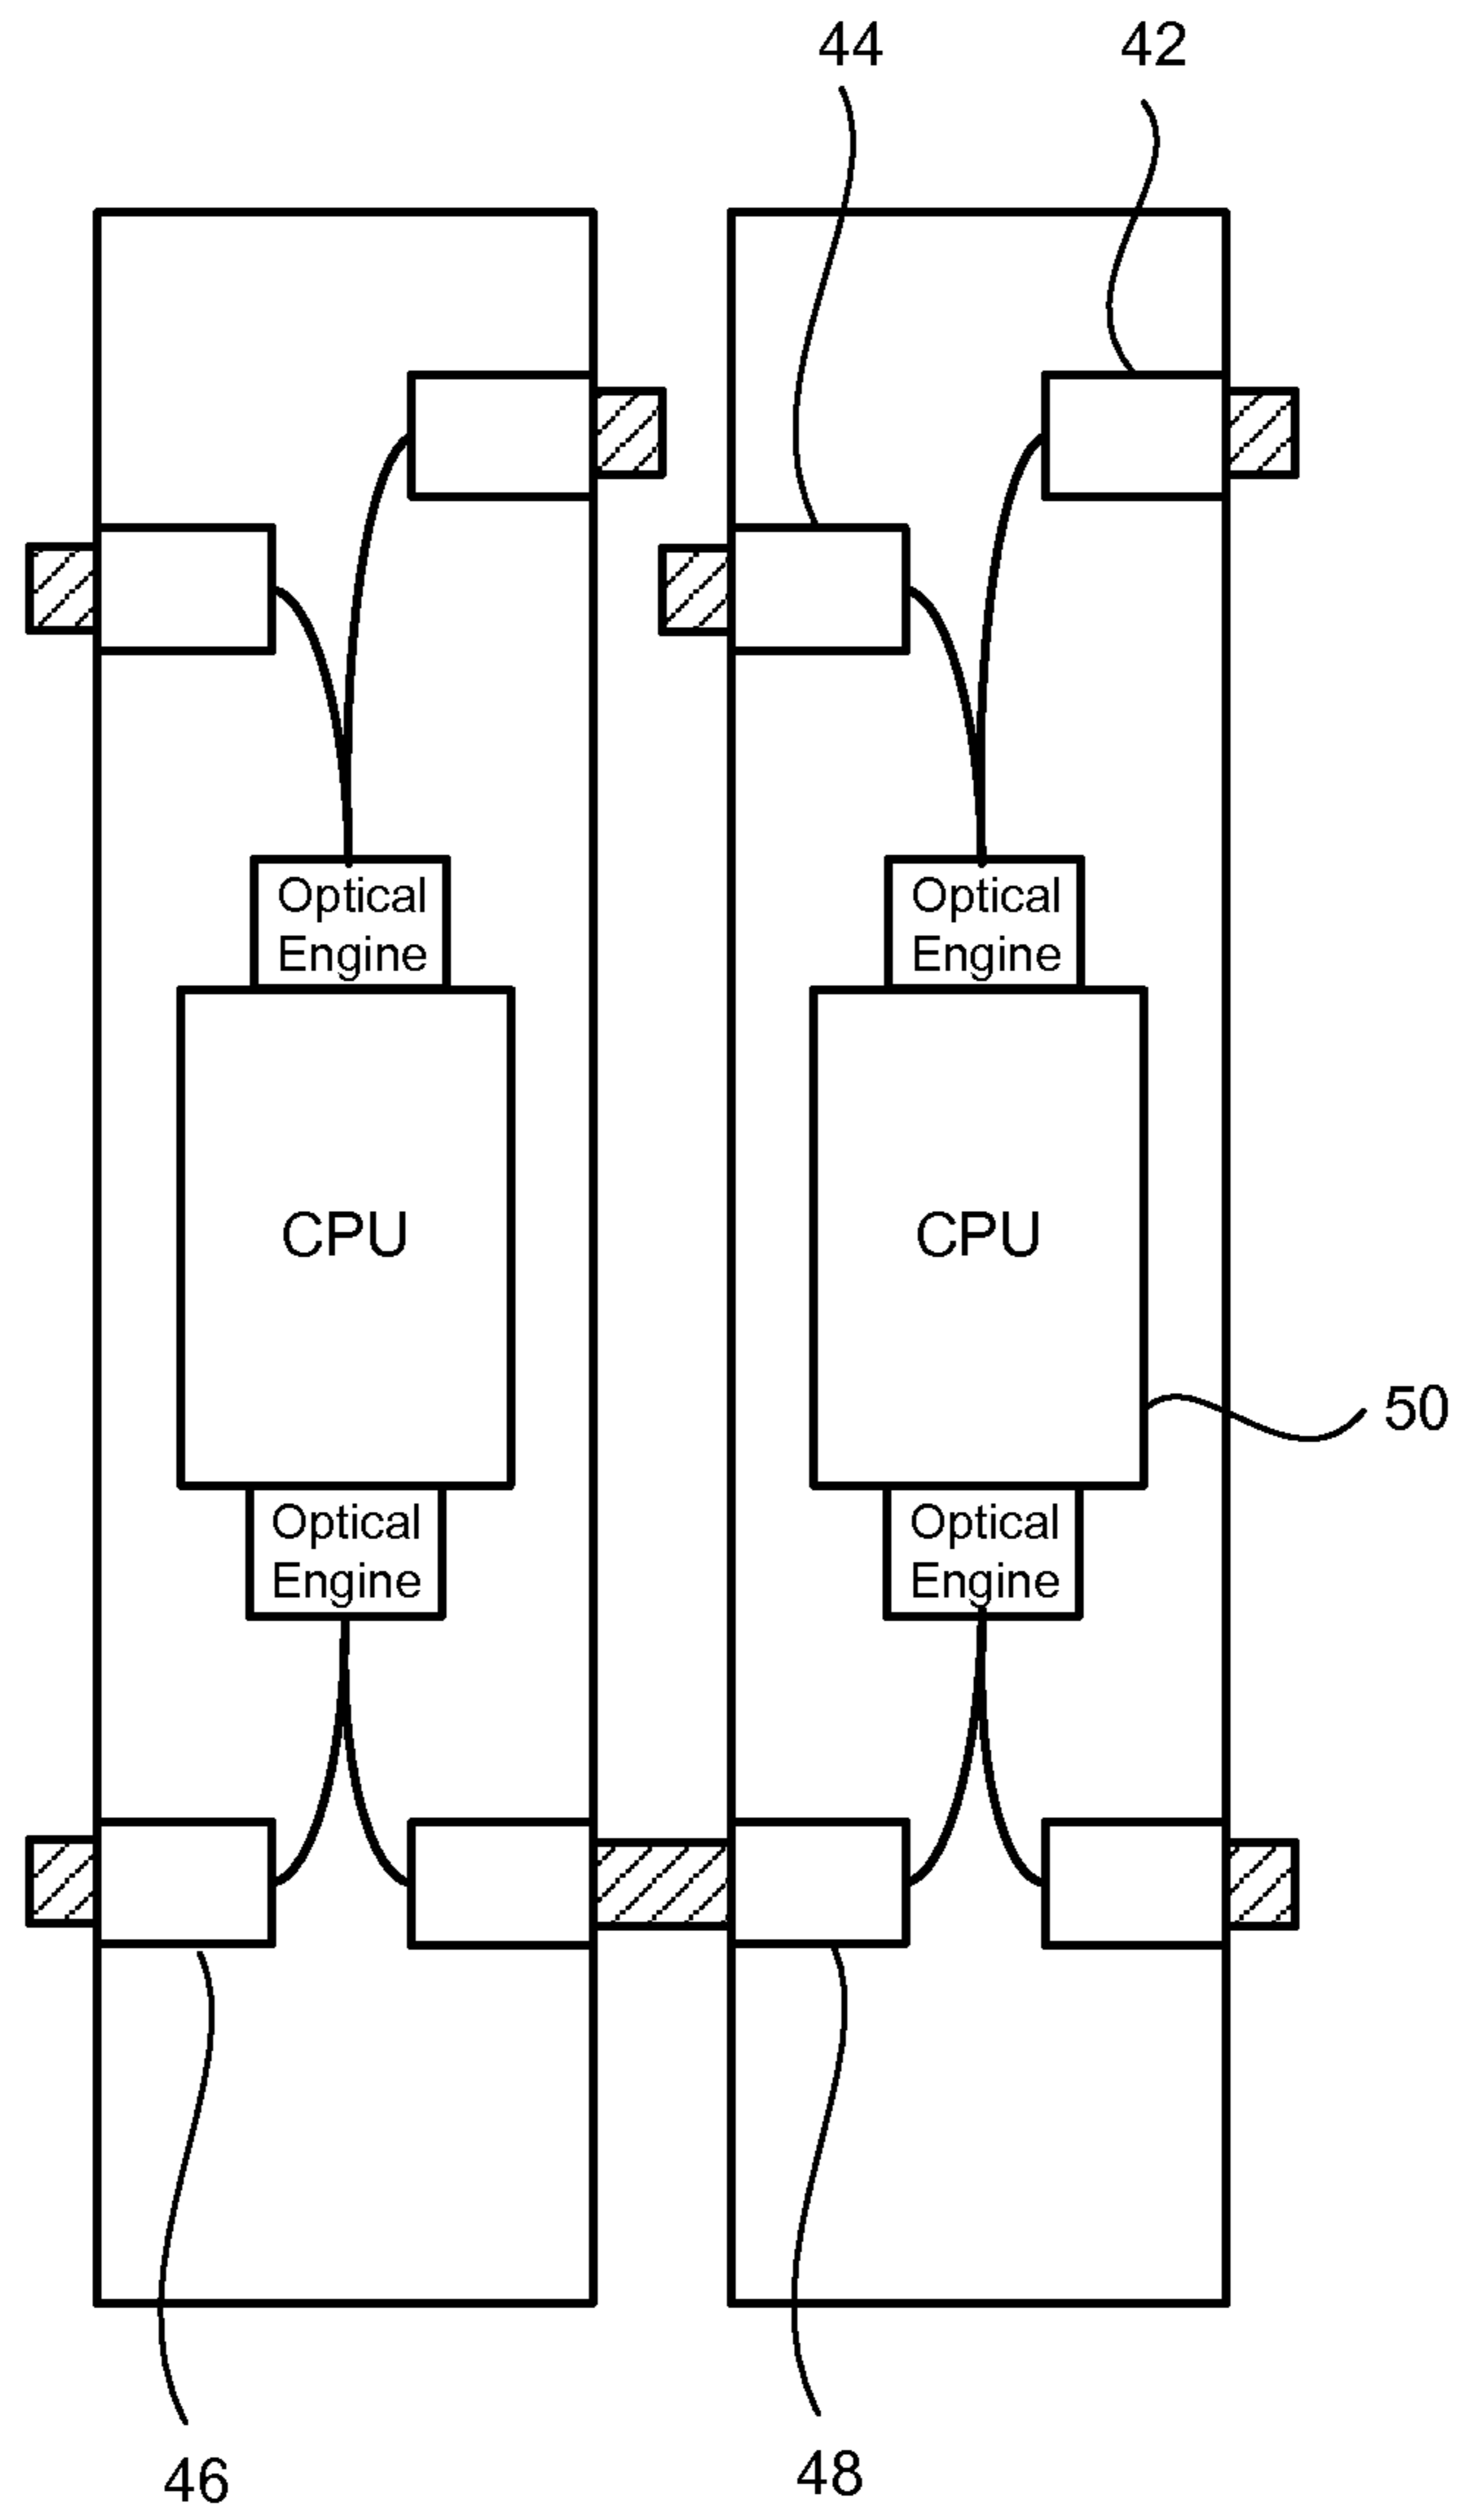 44
42
Optical
Engine
Optical
Engine
CPU
CPU
50
Optical
Engine
Optical
Engine
46
48